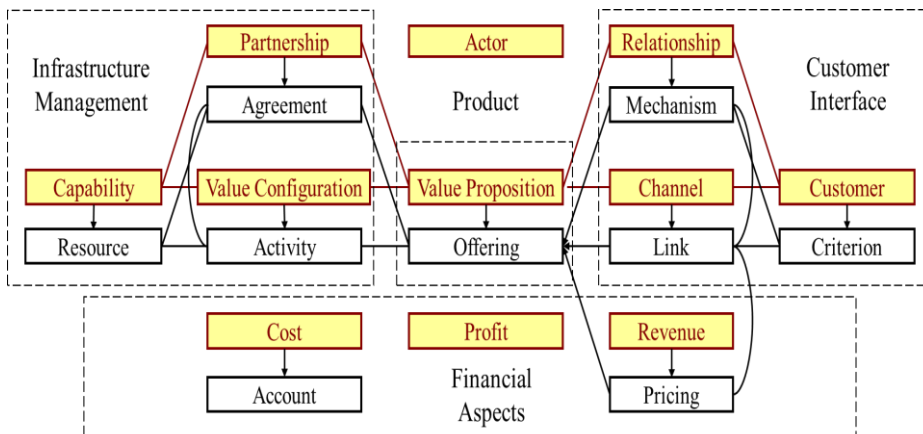 Partnership
Actor
Relationship
Infrastructure
Management
Customer
Interface
Agreement
Product
Mechanism
Capability
Value Configuration
Value Proposition
Channel
Customer
Resource
Activity
Offering
Link
Criterion
Cost
Profit
Revenue
Account
Financial
Aspects
Pricing